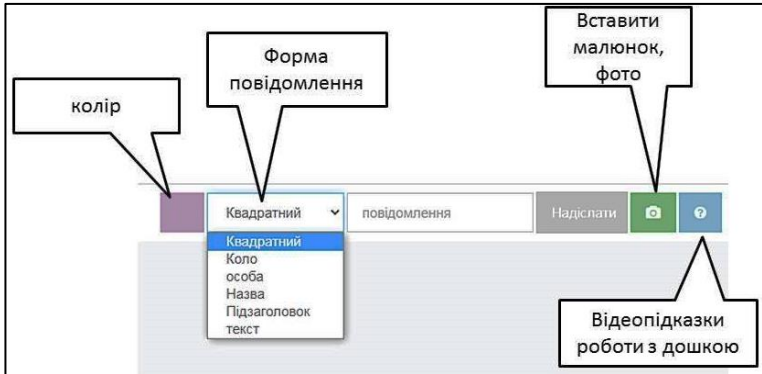 Вставити
малюнок,
фото
Форма
повідомлення
колір
Квадратний
повідомлення
Надіслати
Квадратний
Коло
особа
Назва
Підзаголовок
текст
Відеопідказки
роботи з дошкою